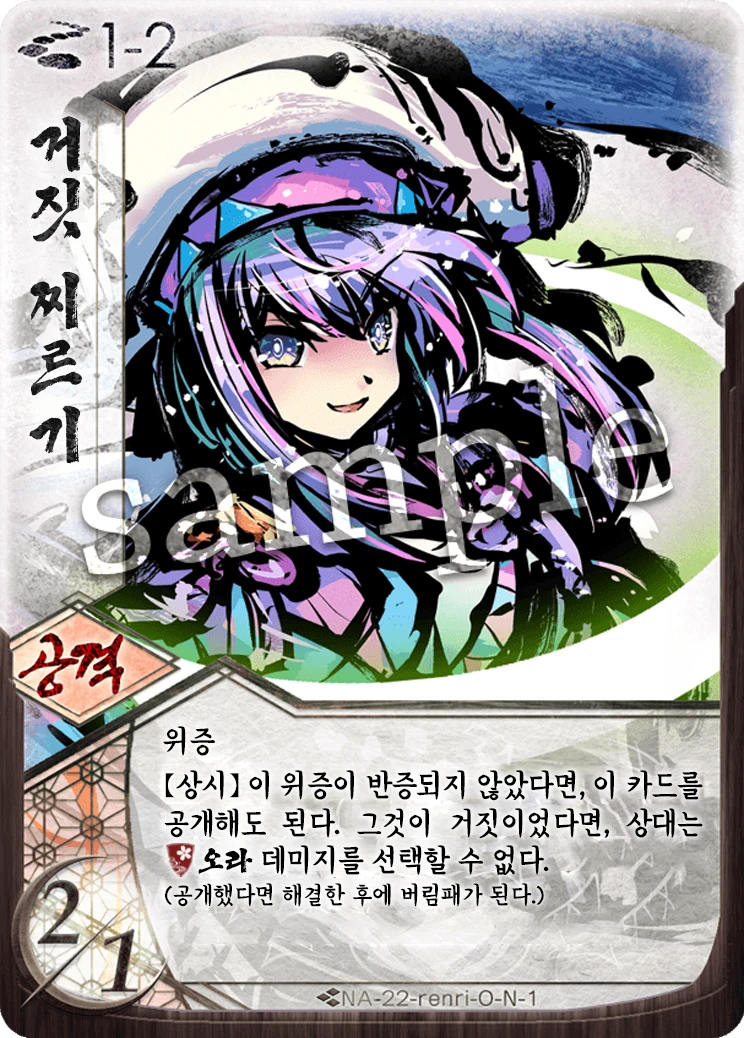 1-2
거짓 찌르기
sample
공격
위증
【상시】 이 위증이 반증되지 않았다면, 이 카드를
공개해도 된다. 그것이 거짓이었다면, 상대는
오라 데미지를 선택할 수 없다.
(공개했다면 해결한 후에 버림패가 된다.)
2/1
NA-22-renri-O-N-1